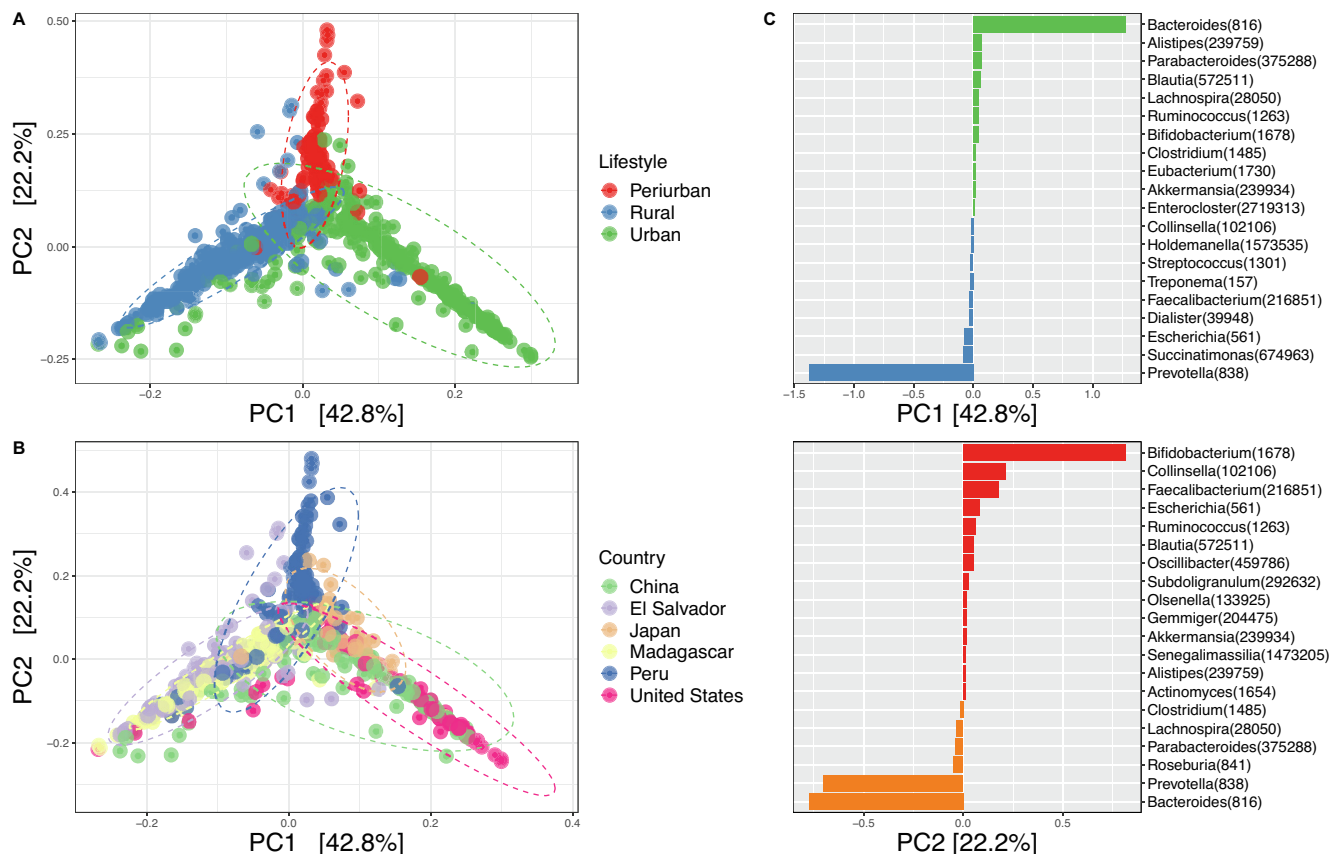 A
0.50
0.25
0.00
−0.25
PC2 [22.2%]
−0.2
0.0
0.2
PC1 [42.8%]
Lifestyle
Periurban
Rural
Urban
B
0.4
0.2
0.0
−0.2
PC2 [22.2%]
−0.2
0.0
0.2
0.4
PC1 [42.8%]
Country
China
El Salvador
Japan
Madagascar
Peru
United States
C
Bacteroides(816)
Alistipes(239759)
Parabacteroides(375288)
Blautia(572511)
Lachnospira(28050)
Ruminococcus(1263)
Bifidobacterium(1678)
Clostridium(1485)
Eubacterium(1730)
Akkermansia(239934)
Enterocloster(2719313)
Collinsella(102106)
Holdemanella(1573535)
Streptococcus(1301)
Treponema(157)
Faecalibacterium(216851)
Dialister(39948)
Escherichia(561)
Succinatimonas(674963)
Prevotella(838)
−1.5
−1.0
−0.5
0.0
0.5
1.0
PC1 [42.8%]
Bifidobacterium(1678)
Collinsella(102106)
Faecalibacterium(216851)
Escherichia(561)
Ruminococcus(1263)
Blautia(572511)
Oscillibacter(459786)
Subdoligranulum(292632)
Olsenella(133925)
Gemmiger(204475)
Akkermansia(239934)
Senegalimassilia(1473205)
Alistipes(239759)
Actinomyces(1654)
Clostridium(1485)
Lachnospira(28050)
Parabacteroides(375288)
Roseburia(841)
Prevotella(838)
Bacteroides(816)
−0.5
0.0
0.5
PC2 [22.2%]